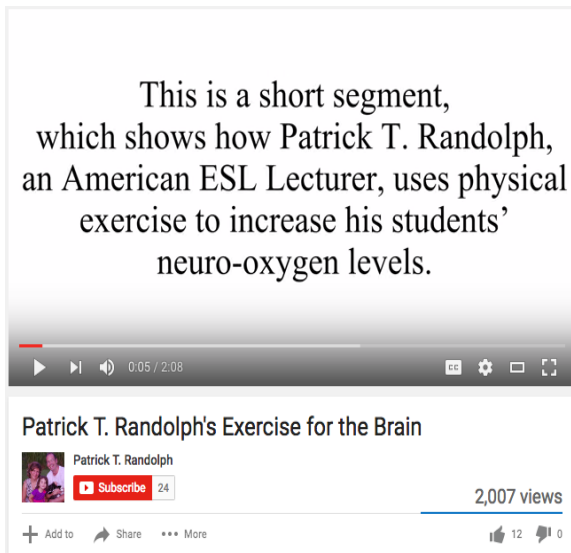 This is a short segment,
which shows how Patrick T. Randolph,
an American ESL Lecturer, uses physical
exercise to increase his students’
neuro-oxygen levels.
0:05 / 2:08
CC
Patrick T. Randolph's Exercise for the Brain
Patrick T. Randolph
Subscribe 24
2,007 views
Add to Share More 12 0